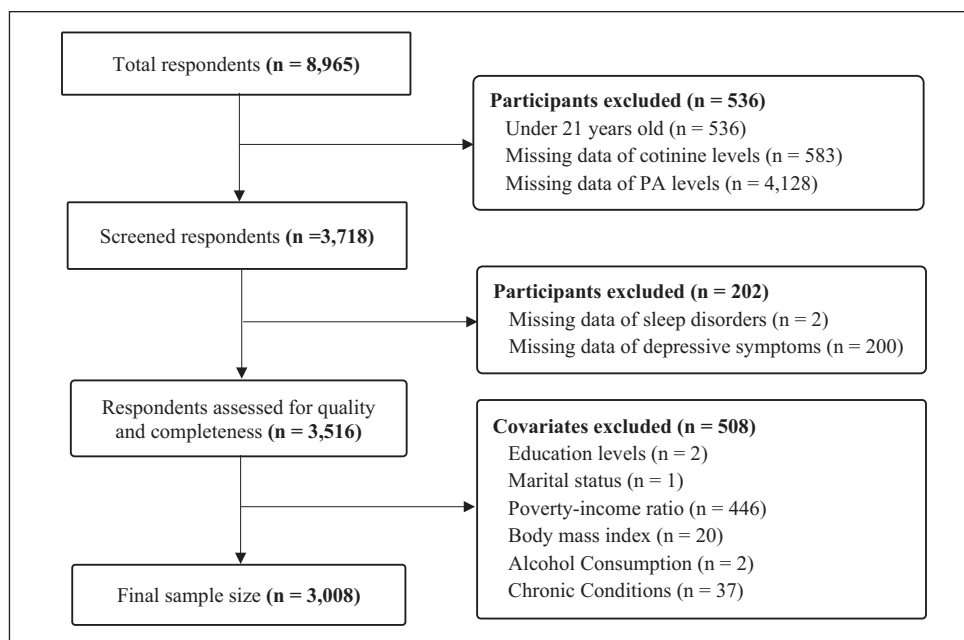 Total respondents (n = 8,965)
Participants excluded (n = 536)
Under 21 years old (n = 536)
Missing data of cotinine levels (n = 583)
Missing data of PA levels (n = 4,128)
Screened respondents (n =3,718)
Participants excluded (n = 202)
Missing data of sleep disorders (n = 2)
Missing data of depressive symptoms (n = 200)
Respondents assessed for quality
and completeness (n = 3,516)
Covariates excluded (n = 508)
Education levels (n = 2)
Marital status (n = 1)
Poverty-income ratio (n = 446)
Body mass index (n = 20)
Alcohol Consumption (n = 2)
Chronic Conditions (n = 37)
Final sample size (n = 3,008)